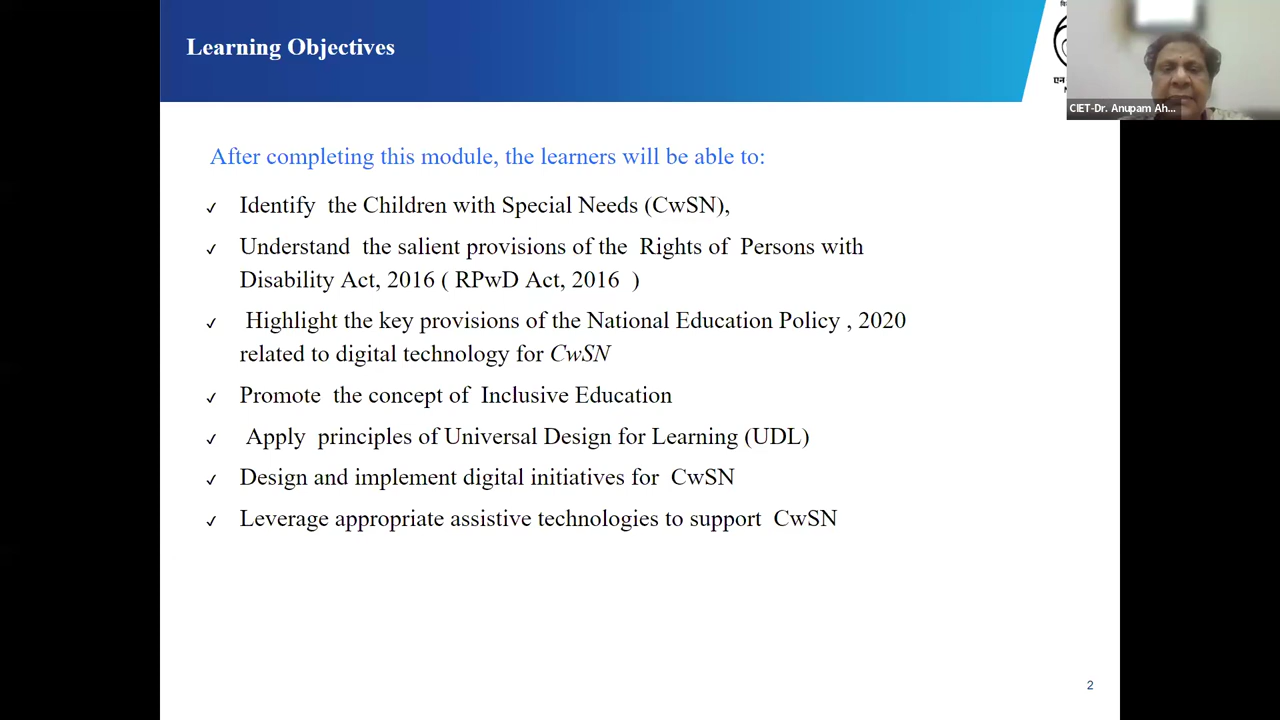 Learning Objectives
CIET-Dr. Anupam Ah...
After completing this module, the learners will be able to:
✓ Identify the Children with Special Needs (CwSN),
✓ Understand the salient provisions of the Rights of Persons with
Disability Act, 2016 ( RPwD Act, 2016 )
✓ Highlight the key provisions of the National Education Policy , 2020
related to digital technology for CwSN
✓ Promote the concept of Inclusive Education
✓ Apply principles of Universal Design for Learning (UDL)
✓ Design and implement digital initiatives for CwSN
✓ Leverage appropriate assistive technologies to support CwSN
2